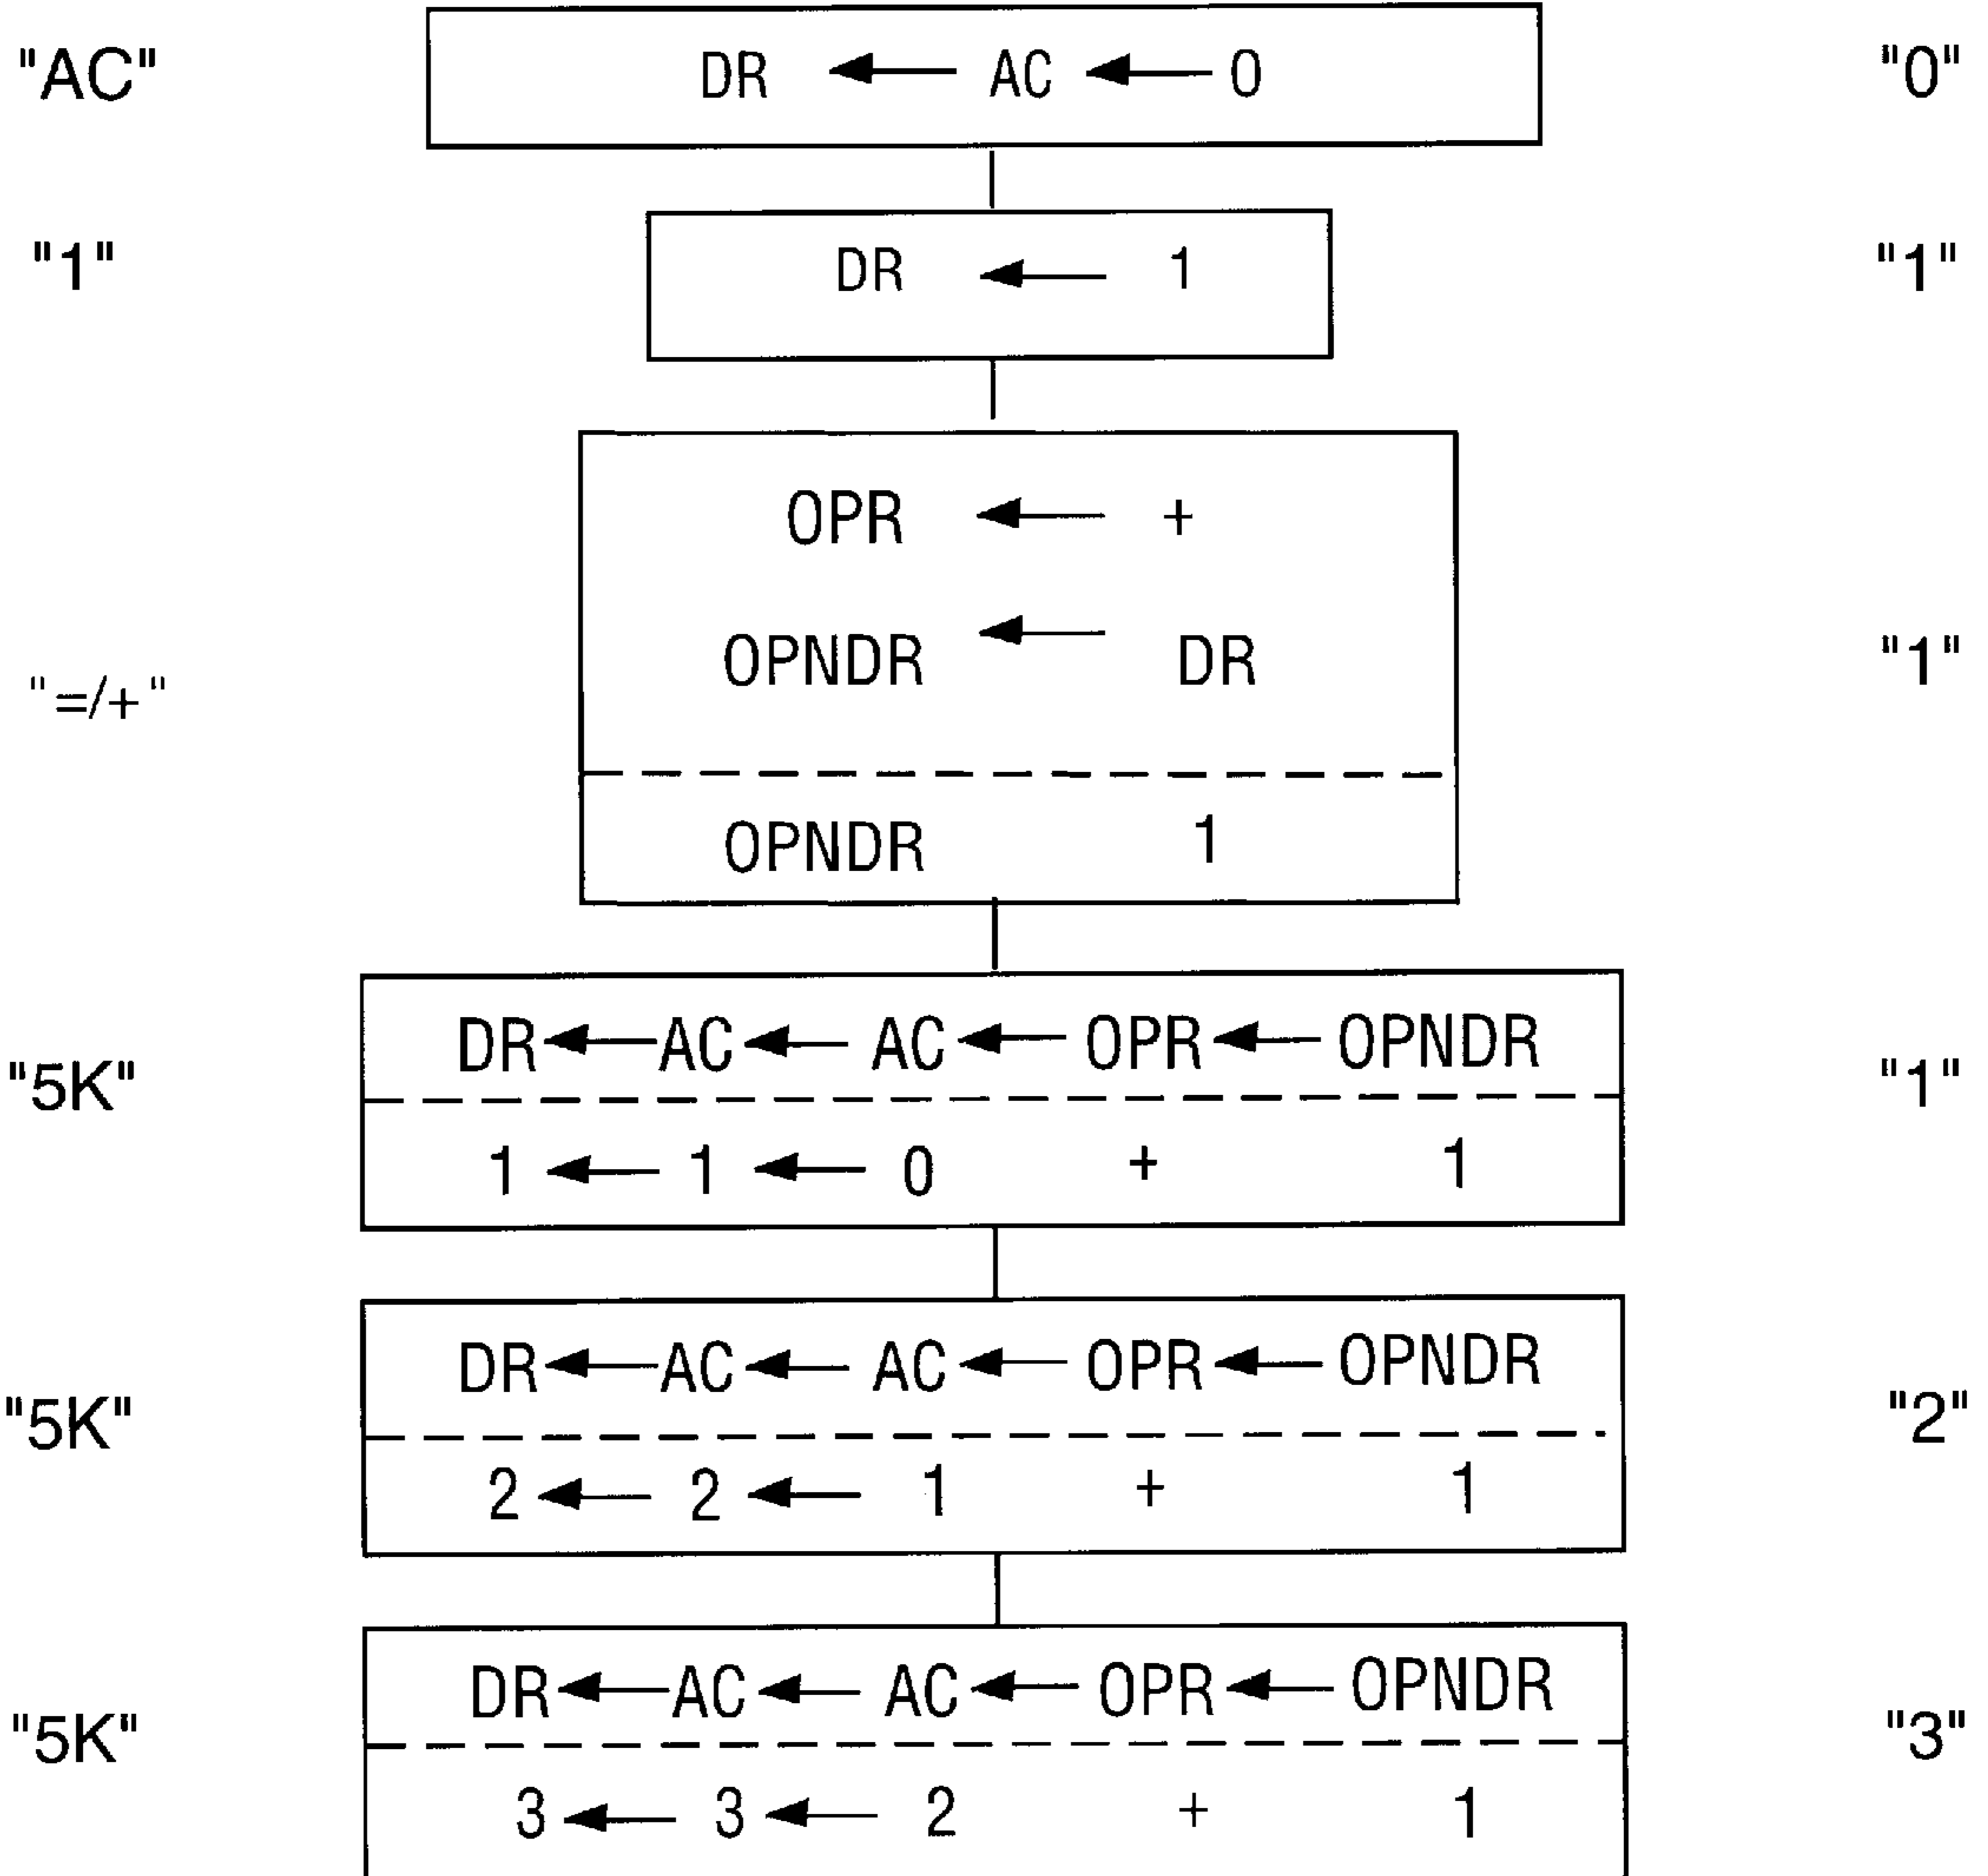 "AC" DR ← AC ← 0 "0"
"1" DR ← 1 "1"
OPR ← +
"=/+" OPNDR ← DR "1"
OPNDR 1
"5K" DR ← AC ← AC ← OPR ← OPNDR "1"
1 ← 1 ← 0 + 1
"5K" DR ← AC ← AC ← OPR ← OPNDR "2"
2 ← 2 ← 1 + 1
"5K" DR ← AC ← AC ← OPR ← OPNDR "3"
3 ← 3 ← 2 + 1